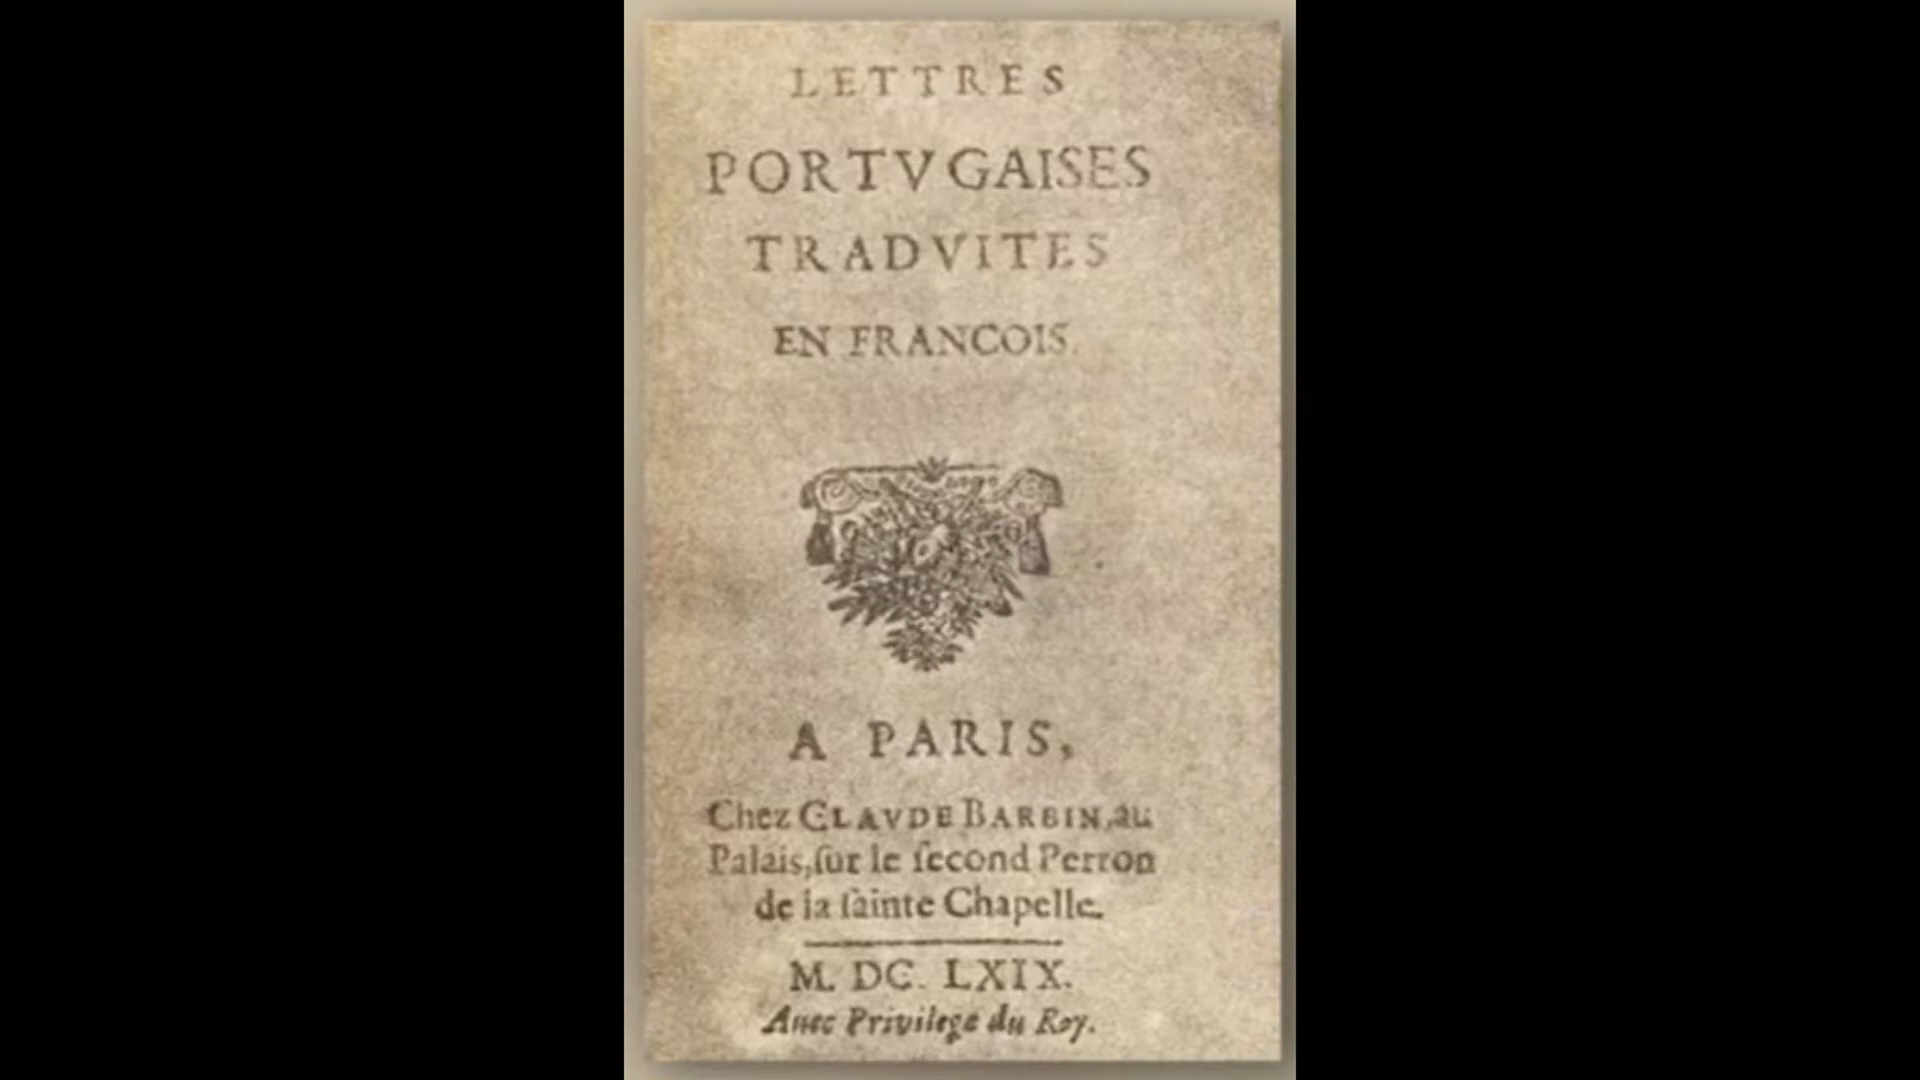 LETTRES
PORTVGAISES
TRADVITES
EN FRANCOIS.
A PARIS,
Chez CLAVDE BARBIN, au
Palais, ſur le ſecond Perron
de la ſainte Chapelle.
M. DC. LXIX.
Auec Privilege du Roy.